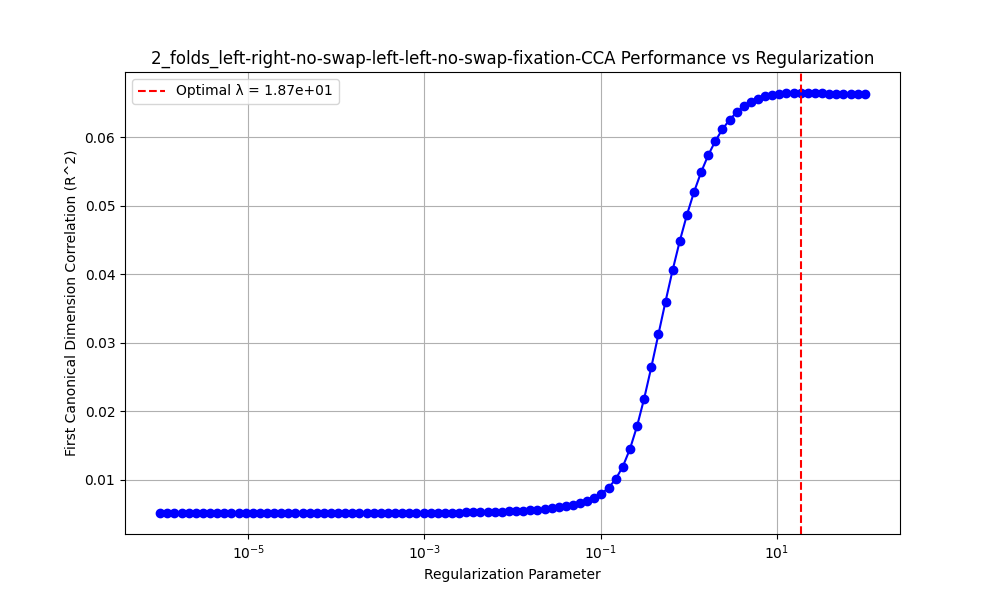 2_folds_left-right-no-swap-left-left-no-swap-fixation-CCA Performance vs Regularization
Optimal λ = 1.87e+01
First Canonical Dimension Correlation (R^2)
0.06
0.05
0.04
0.03
0.02
0.01
10^-5
10^-3
10^-1
10^1
Regularization Parameter